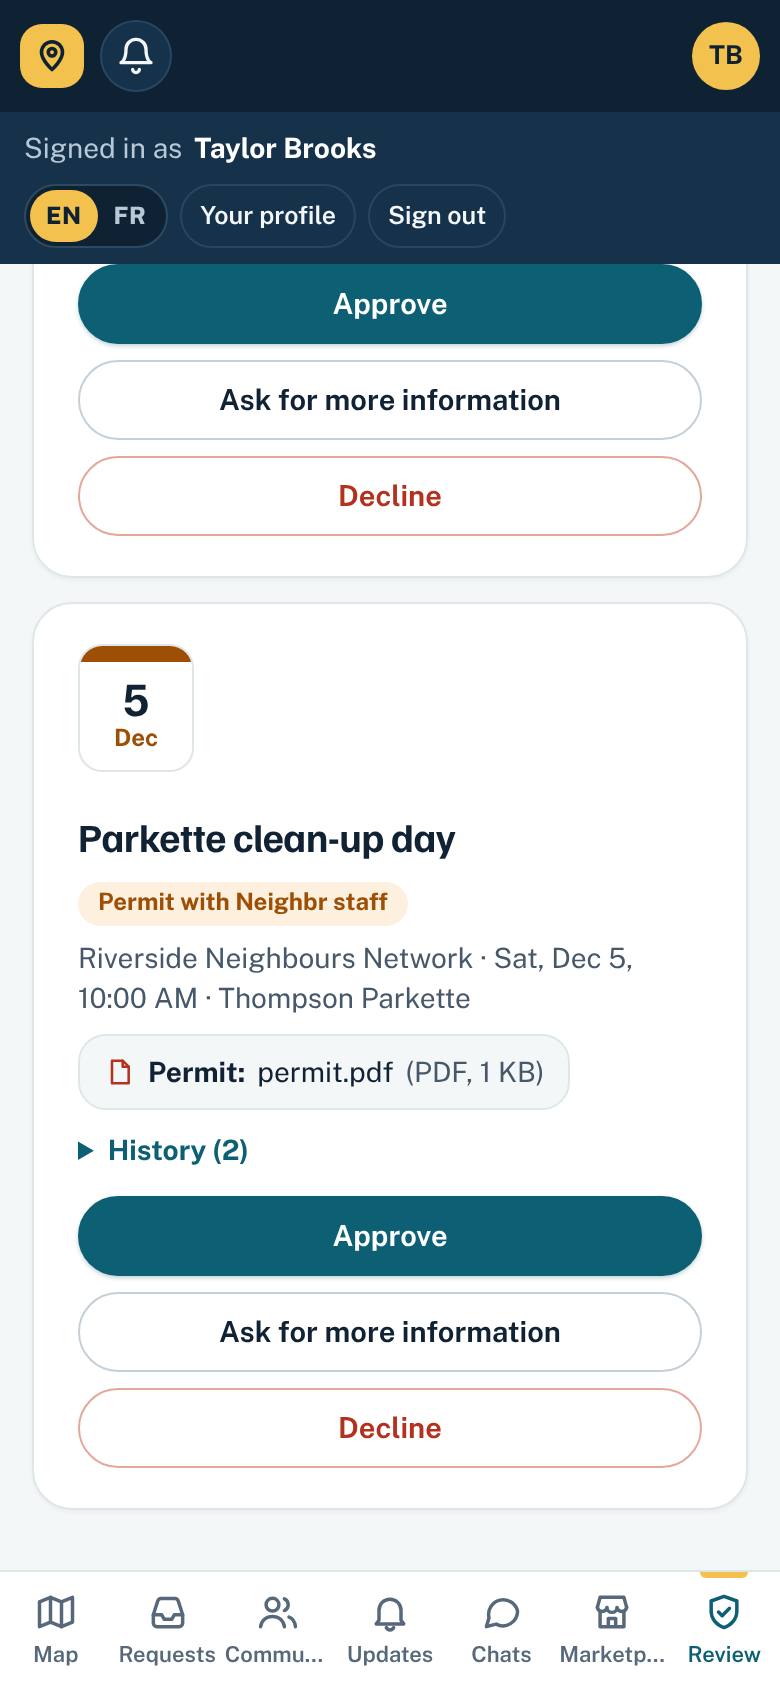 TB
Signed in as Taylor Brooks
EN FR Your profile Sign out
Approve
Ask for more information
Decline
5
Dec
Parkette clean-up day
Permit with Neighbr staff
Riverside Neighbours Network · Sat, Dec 5,
10:00 AM · Thompson Parkette
Permit: permit.pdf (PDF, 1 KB)
History (2)
Approve
Ask for more information
Decline
Map Requests Commu... Updates Chats Marketp... Review